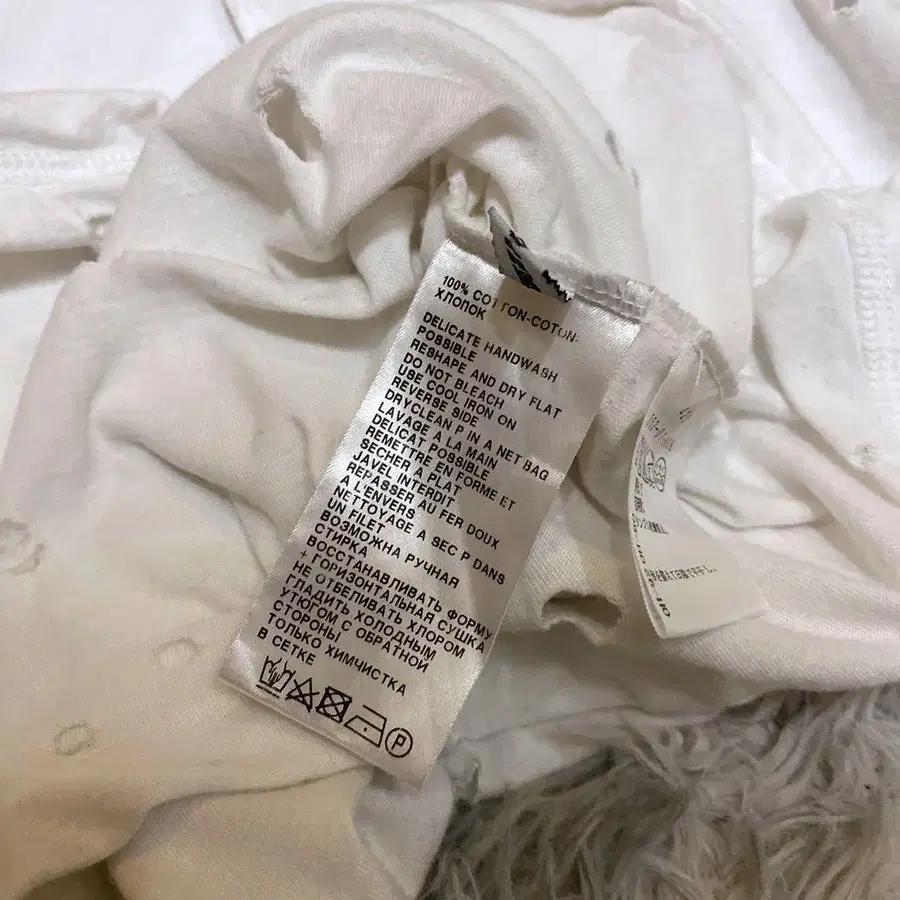 100% COTTON-COTON-
ХЛОПОК
DELICATE HANDWASH
POSSIBLE
RESHAPE AND DRY FLAT
DO NOT BLEACH
USE COOL IRON ON
REVERSE SIDE
DRYCLEAN P IN A NET BAG
LAVAGE A LA MAIN
DELICAT POSSIBLE
REMETTRE EN FORME ET
SECHER A PLAT
JAVEL INTERDIT
REPASSER AU FER DOUX
A L'ENVERS
NETTOYAGE A SEC P DANS
UN FILET
ВОЗМОЖНА РУЧНАЯ
СТИРКА
ВОССТАНАВЛИВАТЬ ФОРМУ
+ ГОРИЗОНТАЛЬНАЯ СУШКА
НЕ ОТБЕЛИВАТЬ ХЛОРОМ
ГЛАДИТЬ ХОЛОДНЫМ
УТЮГОМ С ОБРАТНОЙ
СТОРОНЫ
ТОЛЬКО ХИМЧИСТКА
В СЕТКЕ
P